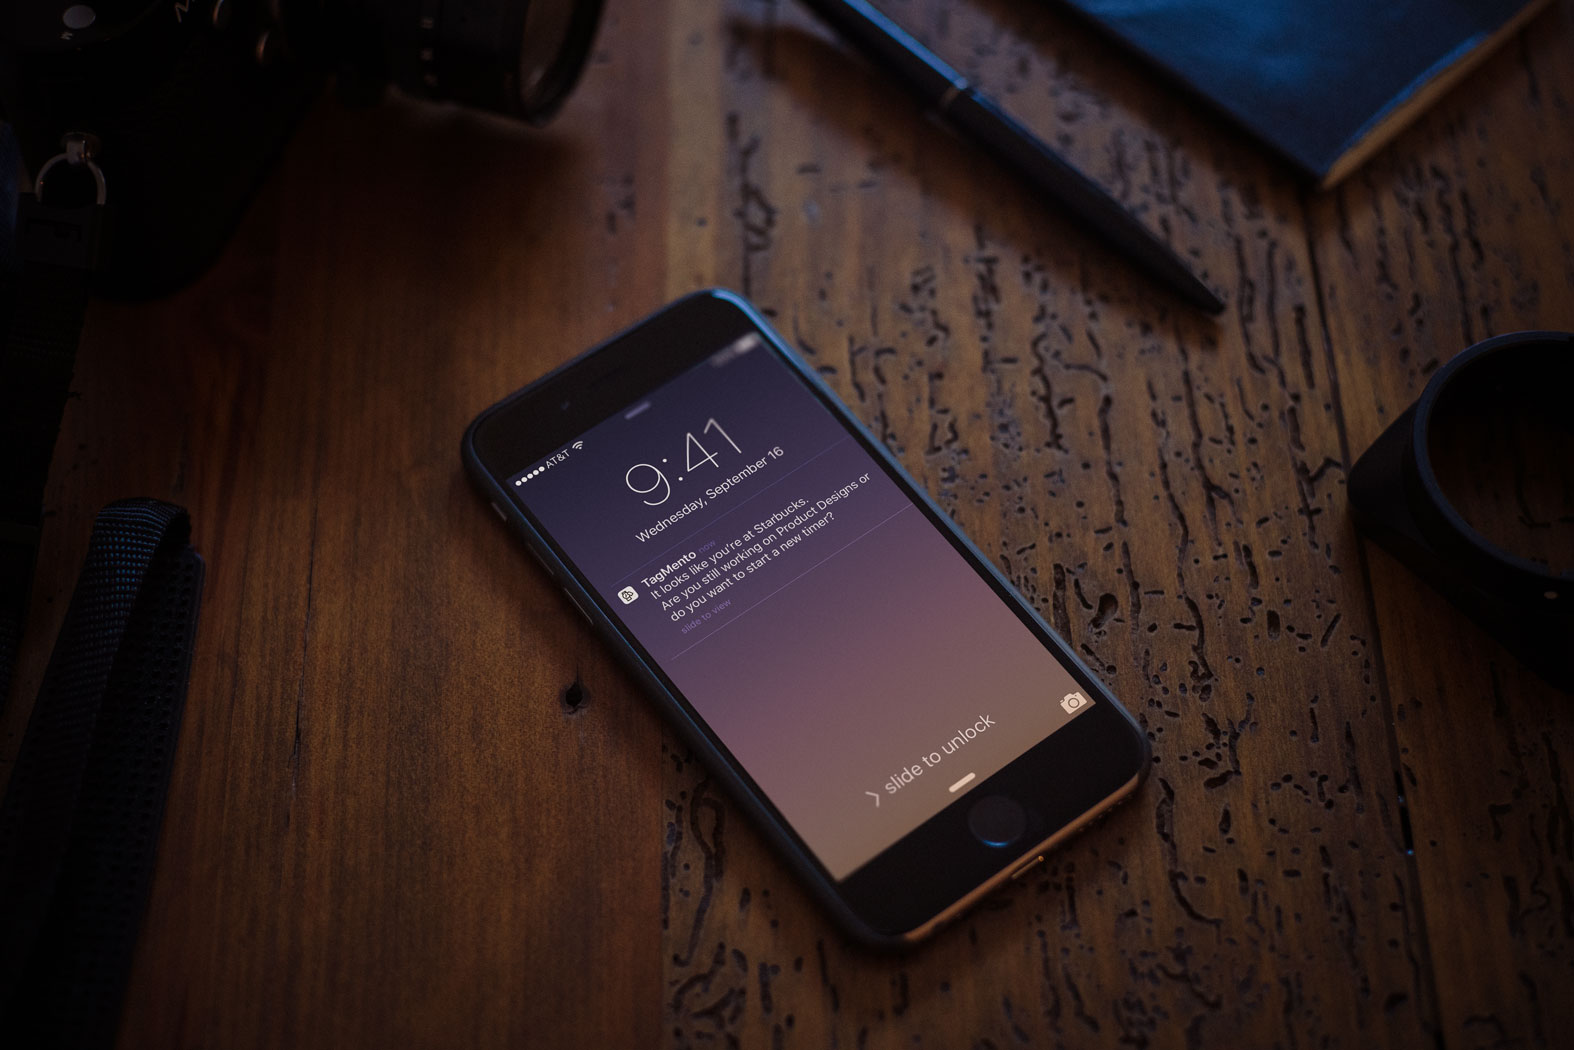 AT&T
9:41
Wednesday, September 16
TagMento now
It looks like you're at Starbucks.
Are you still working on Product Designs or
do you want to start a new timer?
slide to view
> slide to unlock